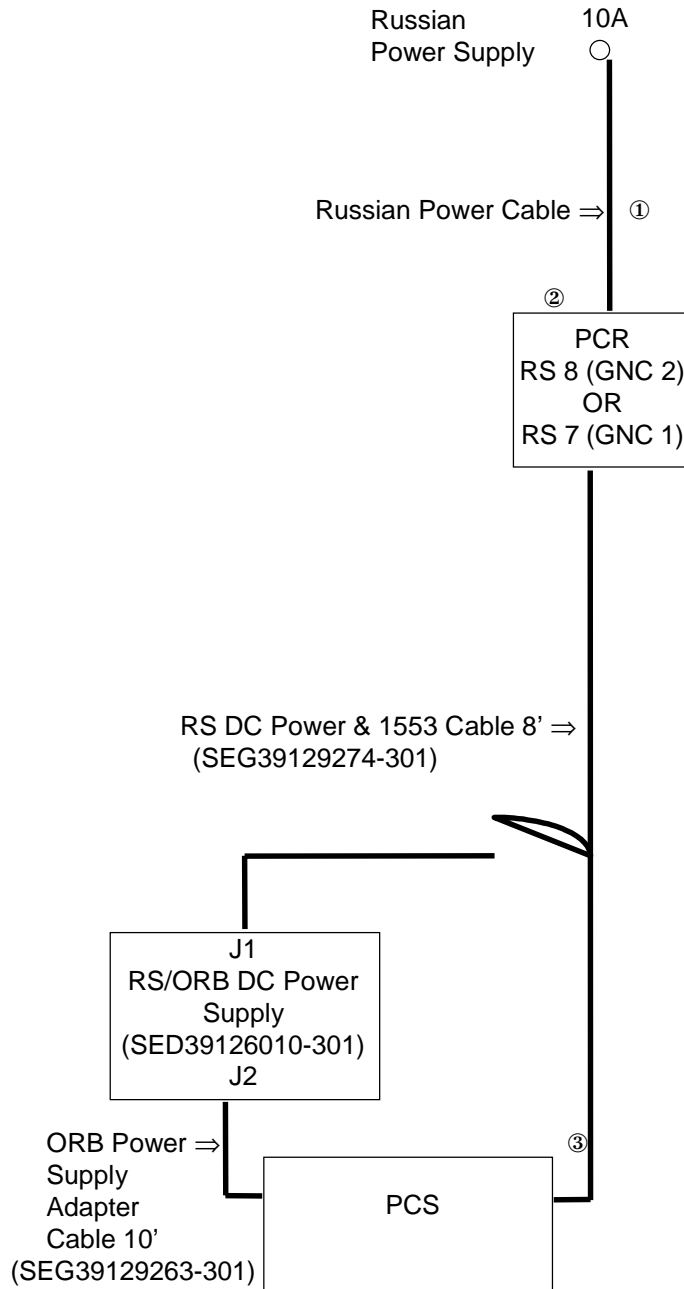 Russian 10A
Power Supply
Russian Power Cable ⇒ ①
②
PCR
RS 8 (GNC 2)
OR
RS 7 (GNC 1)
RS DC Power & 1553 Cable 8’ ⇒
(SEG39129274-301)
J1
RS/ORB DC Power
Supply
(SED39126010-301)
J2
ORB Power ⇒
Supply
Adapter
Cable 10’
(SEG39129263-301)
③
PCS